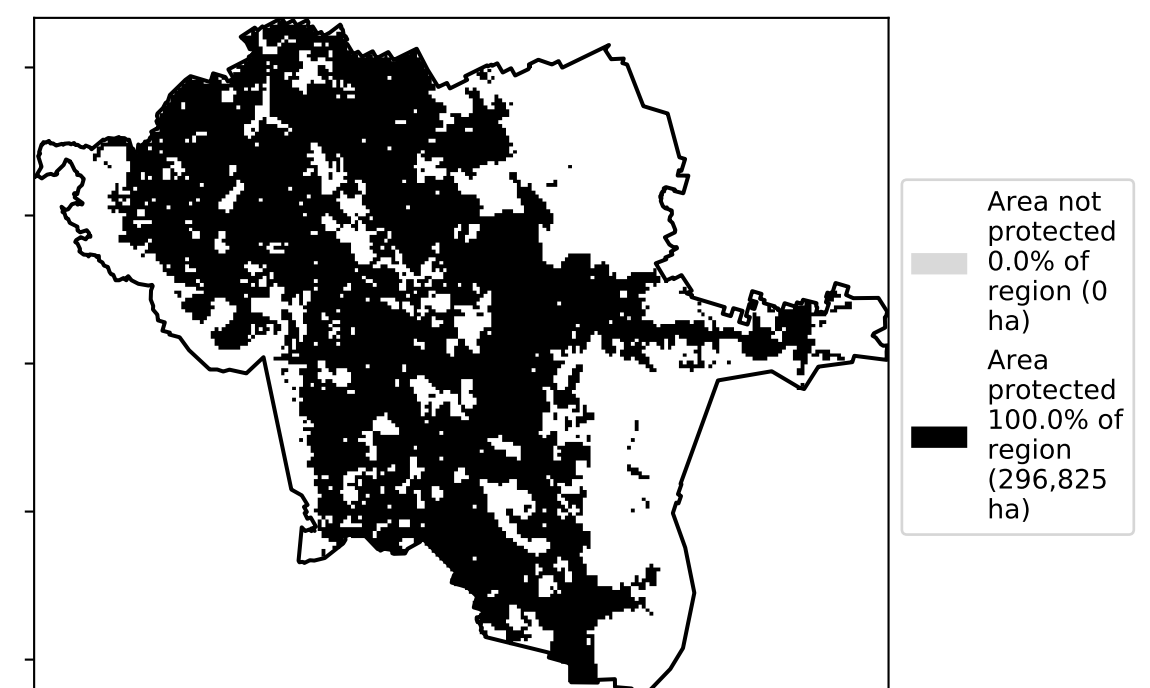 Area not
protected
0.0% of
region (0
ha)
Area
protected
100.0% of
region
(296,825
ha)